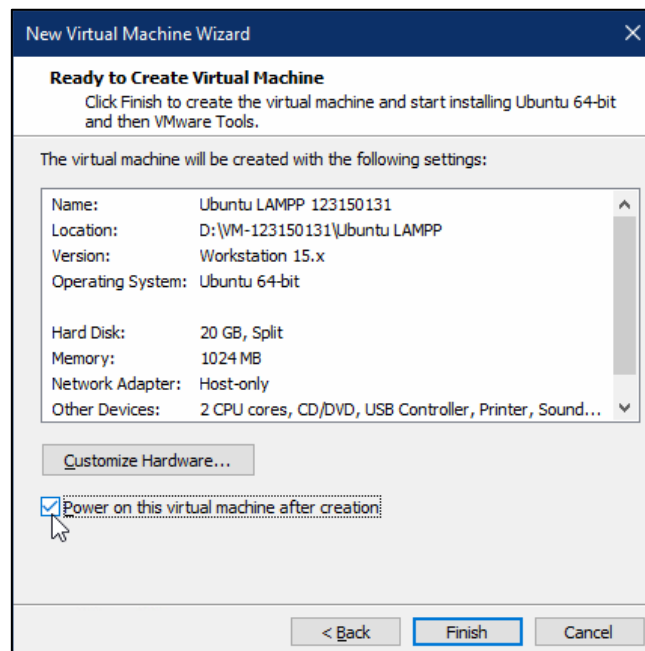 New Virtual Machine Wizard
Ready to Create Virtual Machine
Click Finish to create the virtual machine and start installing Ubuntu 64-bit
and then VMware Tools.
The virtual machine will be created with the following settings:
Name: Ubuntu LAMPP 123150131
Location: D:\VM-123150131\Ubuntu LAMPP
Version: Workstation 15.x
Operating System: Ubuntu 64-bit
Hard Disk: 20 GB, Split
Memory: 1024 MB
Network Adapter: Host-only
Other Devices: 2 CPU cores, CD/DVD, USB Controller, Printer, Sound...
Customize Hardware...
Power on this virtual machine after creation
< Back Finish Cancel